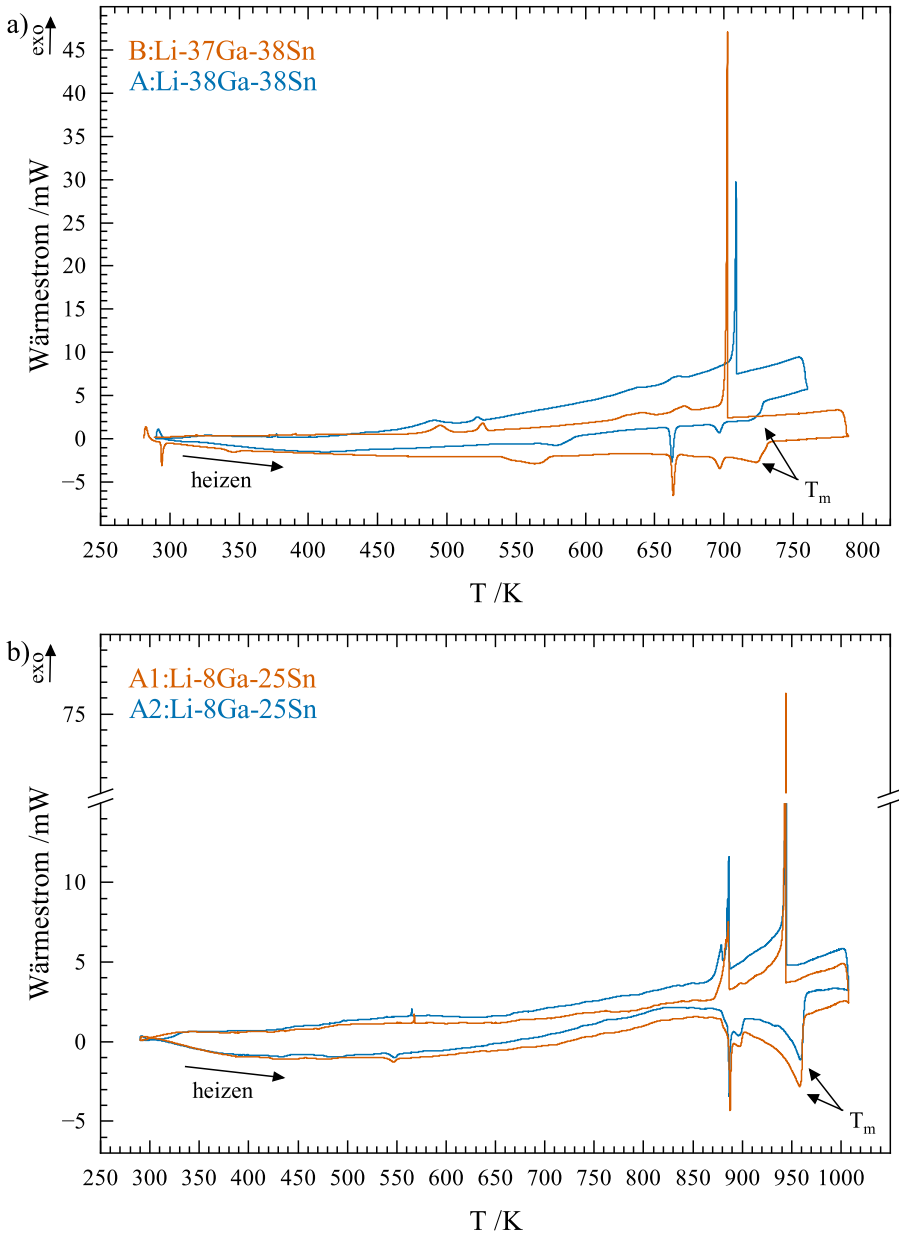 a)
exo
B:Li-37Ga-38Sn
A:Li-38Ga-38Sn
Wärmestrom /mW
45
40
35
30
25
20
15
10
5
0
−5
heizen
Tm
250 300 350 400 450 500 550 600 650 700 750 800
T /K
b)
exo
A1:Li-8Ga-25Sn
A2:Li-8Ga-25Sn
Wärmestrom /mW
75
10
5
0
−5
heizen
Tm
250 300 350 400 450 500 550 600 650 700 750 800 850 900 950 1000
T /K